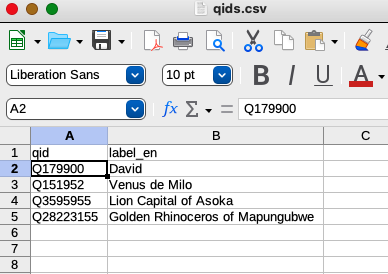 qids.csv
Liberation Sans
10 pt
B I U A
A2
fx Σ = Q179900
A B C
1 qid label_en
2 Q179900 David
3 Q151952 Venus de Milo
4 Q3595955 Lion Capital of Asoka
5 Q28223155 Golden Rhinoceros of Mapungubwe
6
7
8